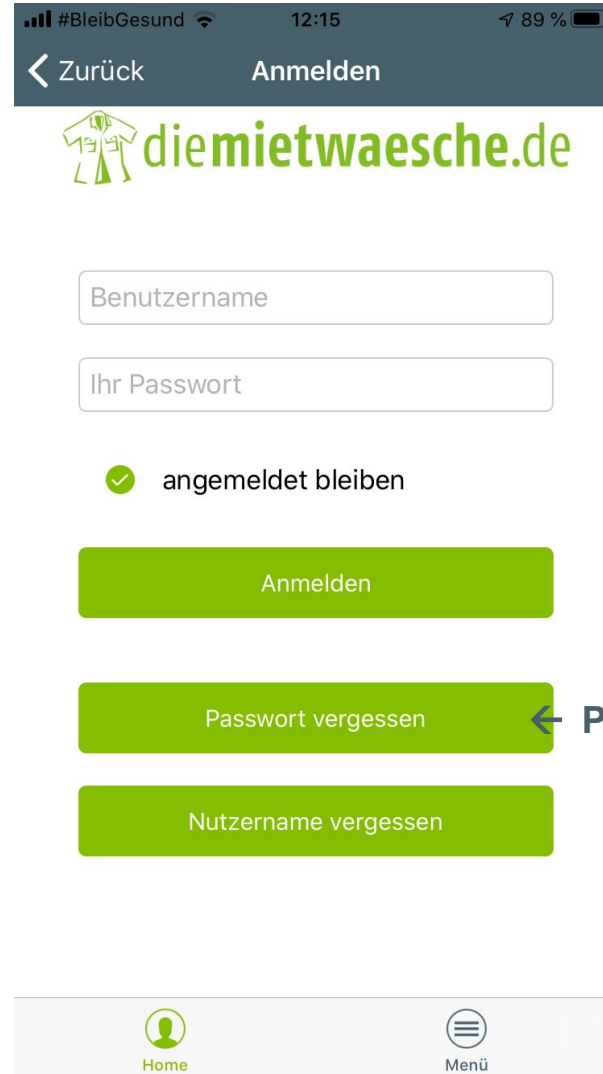 #BleibGesund 12:15 89 %
Zurück Anmelden
diemietwaesche.de
Benutzername
Ihr Passwort
angemeldet bleiben
Anmelden
Passwort vergessen ← P
Nutzername vergessen
Home Menü